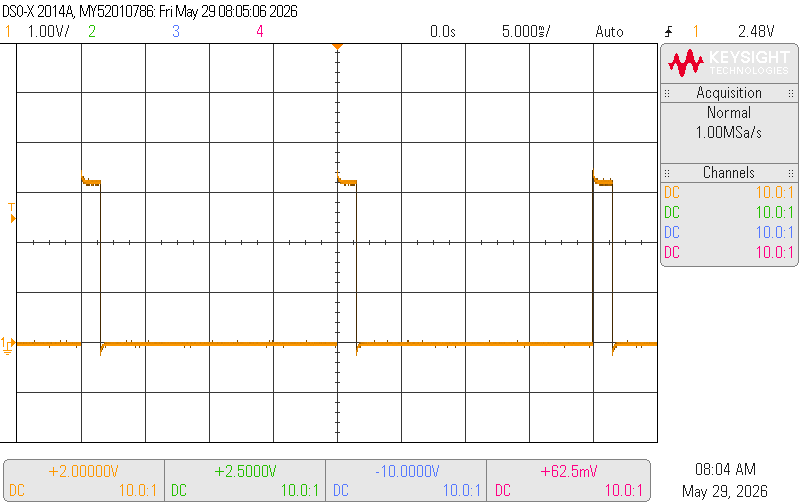 DSO-X 2014A, MY52010786: Fri May 29 08:05:06 2026
1 1.00V/ 2 3 4 0.0s 5.000ms/ Auto 1 2.48V
KEYSIGHT
TECHNOLOGIES
Acquisition
Normal
1.00MSa/s
Channels
DC 10.0:1
DC 10.0:1
DC 10.0:1
DC 10.0:1
T
1
+2.00000V +2.5000V -10.0000V +62.5mV
DC 10.0:1 DC 10.0:1 DC 10.0:1 DC 10.0:1
08:04 AM
May 29, 2026